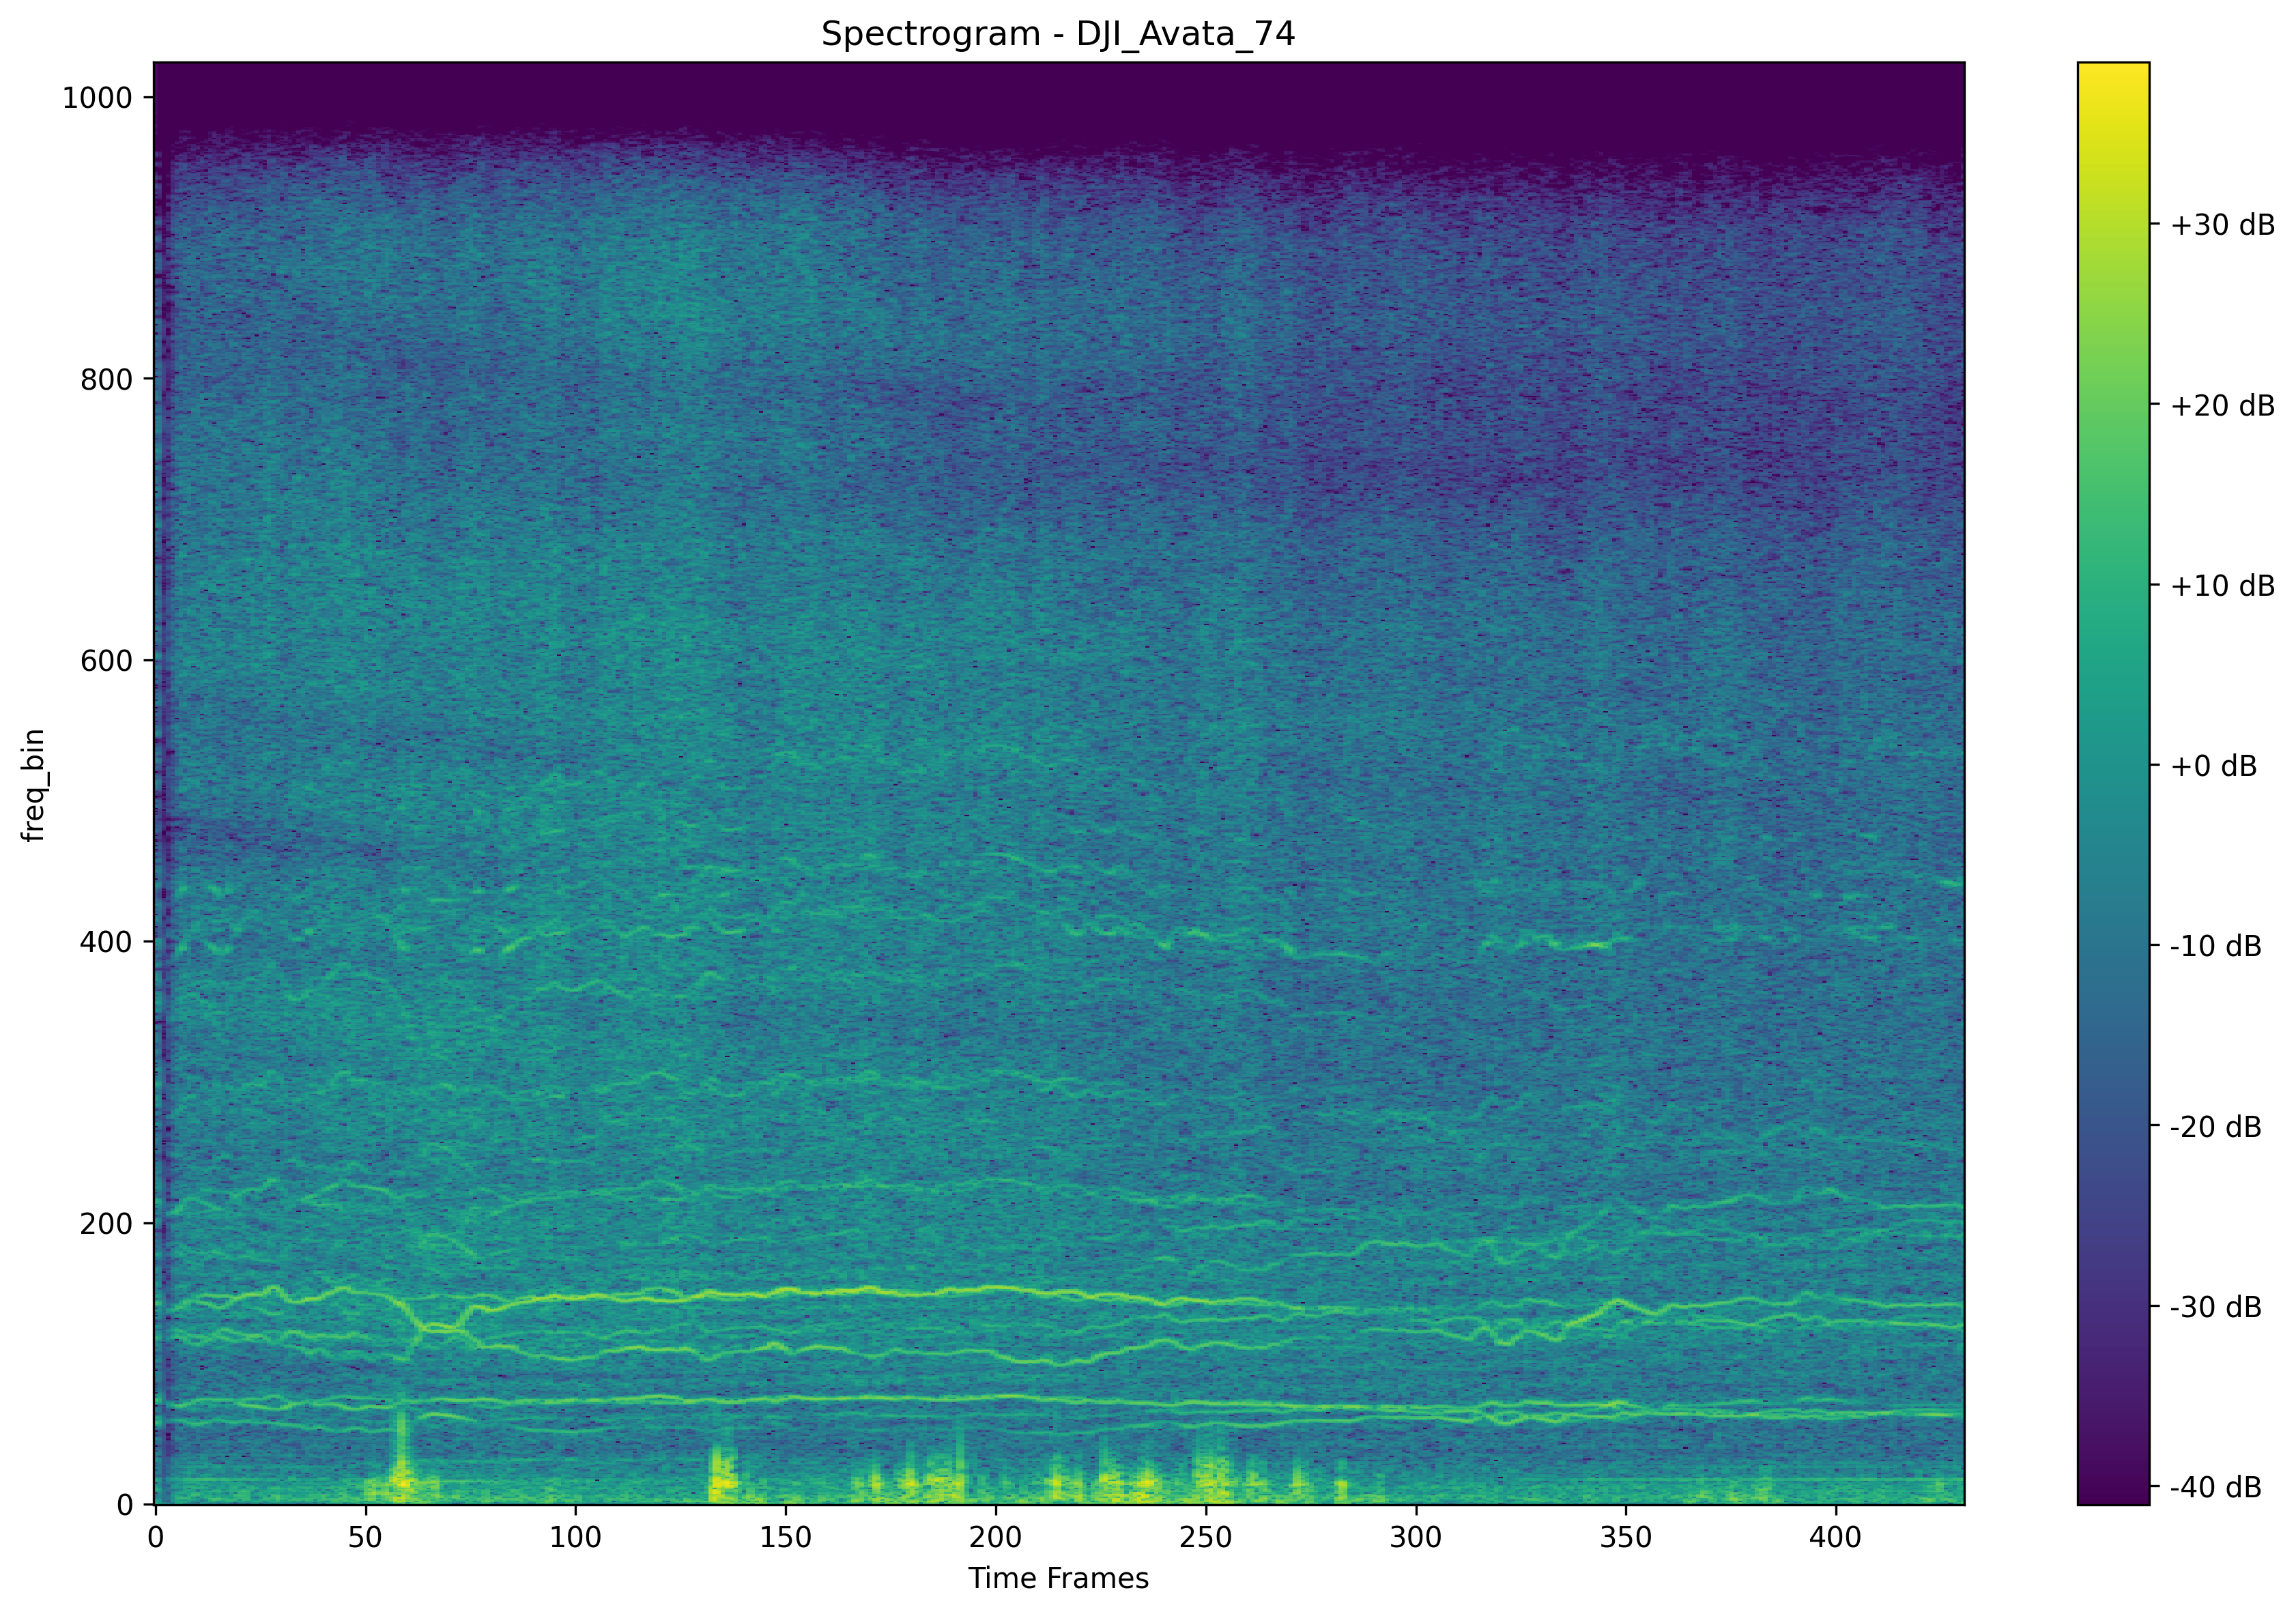 Spectrogram - DJI_Avata_74
1000
800
600
400
200
0
freq_bin
0 50 100 150 200 250 300 350 400
Time Frames
+30 dB
+20 dB
+10 dB
+0 dB
-10 dB
-20 dB
-30 dB
-40 dB